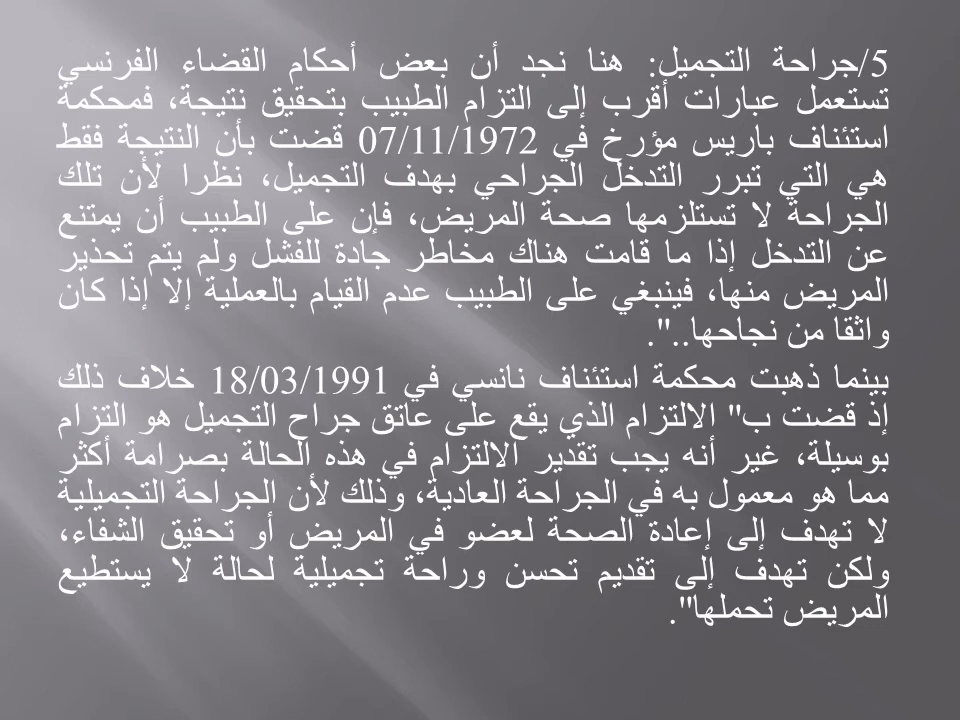 5/جراحة التجميل: هنا نجد أن بعض أحكام القضاء الفرنسي
تستعمل عبارات أقرب إلى التزام الطبيب بتحقيق نتيجة، فمحكمة
استئناف باريس مؤرخ في 07/11/1972 قضت بأن النتيجة فقط
هي التي تبرر التدخل الجراحي بهدف التجميل، نظرا لأن تلك
الجراحة لا تستلزمها صحة المريض، فإن على الطبيب أن يمتنع
عن التدخل إذا ما قامت هناك مخاطر جادة للفشل ولم يتم تحذير
المريض منها، فينبغي على الطبيب عدم القيام بالعملية إلا إذا كان
واثقا من نجاحها..".
بينما ذهبت محكمة استئناف نانسي في 18/03/1991 خلاف ذلك
إذ قضت ب" الالتزام الذي يقع على عاتق جراح التجميل هو التزام
بوسيلة، غير أنه يجب تقدير الالتزام في هذه الحالة بصرامة أكثر
مما هو معمول به في الجراحة العادية، وذلك لأن الجراحة التجميلية
لا تهدف إلى إعادة الصحة لعضو في المريض أو تحقيق الشفاء،
ولكن تهدف إلى تقديم تحسن وراحة تجميلية لحالة لا يستطيع
المريض تحملها".